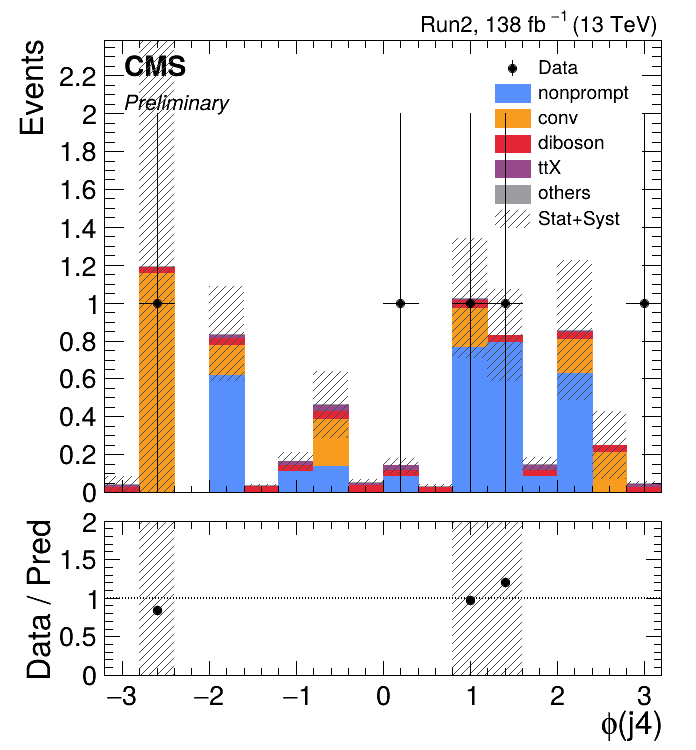 Run2, 138 fb⁻¹ (13 TeV)
CMS
Preliminary
Events
Data
nonprompt
conv
diboson
ttX
others
Stat+Syst
2.2
2
1.8
1.6
1.4
1.2
1
0.8
0.6
0.4
0.2
0
Data / Pred
2
1.5
1
0.5
0
−3 −2 −1 0 1 2 3
ϕ(j4)